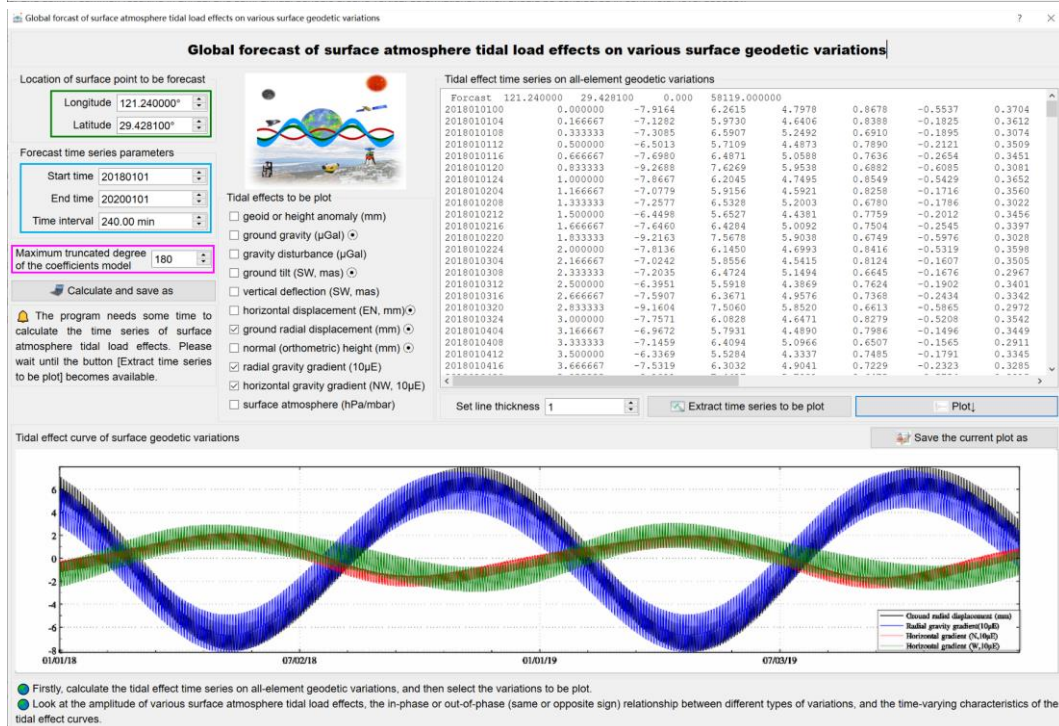 Global forcast of surface atmosphere tidal load effects on various surface geodetic variations
Global forecast of surface atmosphere tidal load effects on various surface geodetic variations
Location of surface point to be forecast
Longitude 121.240000°
Latitude 29.428100°
Forecast time series parameters
Start time 20180101
End time 20200101
Time interval 240.00 min
Maximum truncated degree
of the coefficients model 180
Calculate and save as
The program needs some time to
calculate the time series of surface
atmosphere tidal load effects. Please
wait until the button [Extract time series
to be plot] becomes available.
Tidal effects to be plot
geoid or height anomaly (mm)
ground gravity (μGal)
gravity disturbance (μGal)
ground tilt (SW, mas)
vertical deflection (SW, mas)
horizontal displacement (EN, mm)
ground radial displacement (mm)
normal (orthometric) height (mm)
radial gravity gradient (10μE)
horizontal gravity gradient (NW, 10μE)
surface atmosphere (hPa/mbar)
Tidal effect time series on all-element geodetic variations
Forcast 121.240000 29.428100 0.000 58119.000000
2018010100 0.000000 -7.9164 6.2615 4.7978 0.8678 -0.5537 0.3704
2018010104 0.166667 -7.1282 5.9730 4.6406 0.8388 -0.1825 0.3612
2018010108 0.333333 -7.3085 6.5907 5.2492 0.6910 -0.1895 0.3074
2018010112 0.500000 -6.5013 5.7109 4.4873 0.7890 -0.2121 0.3509
2018010116 0.666667 -7.6980 6.4871 5.0588 0.7636 -0.2654 0.3451
2018010120 0.833333 -9.2688 7.6269 5.9538 0.6882 -0.6085 0.3081
2018010124 1.000000 -7.8667 6.2045 4.7495 0.8549 -0.5429 0.3652
2018010204 1.166667 -7.0779 5.9156 4.5921 0.8258 -0.1716 0.3560
2018010208 1.333333 -7.2577 6.5328 5.2003 0.6780 -0.1786 0.3022
2018010212 1.500000 -6.4498 5.6527 4.4381 0.7759 -0.2012 0.3456
2018010216 1.666667 -7.6460 6.4284 5.0092 0.7504 -0.2545 0.3397
2018010220 1.833333 -9.2163 7.5678 5.9038 0.6749 -0.5976 0.3028
2018010224 2.000000 -7.8136 6.1450 4.6993 0.8416 -0.5319 0.3598
2018010304 2.166667 -7.0242 5.8556 4.5415 0.8124 -0.1607 0.3505
2018010308 2.333333 -7.2035 6.4724 5.1494 0.6645 -0.1676 0.2967
2018010312 2.500000 -6.3951 5.5918 4.3869 0.7624 -0.1902 0.3401
2018010316 2.666667 -7.5907 6.3671 4.9576 0.7368 -0.2434 0.3342
2018010320 2.833333 -9.1604 7.5060 5.8520 0.6613 -0.5865 0.2972
2018010324 3.000000 -7.7571 6.0828 4.6471 0.8279 -0.5208 0.3542
2018010404 3.166667 -6.9672 5.7931 4.4890 0.7986 -0.1496 0.3449
2018010408 3.333333 -7.1459 6.4094 5.0966 0.6507 -0.1565 0.2911
2018010412 3.500000 -6.3369 5.5284 4.3337 0.7485 -0.1791 0.3345
2018010416 3.666667 -7.5319 6.3032 4.9041 0.7229 -0.2323 0.3285
Set line thickness 1
Extract time series to be plot
Plot↓
Tidal effect curve of surface geodetic variations
Save the current plot as
6
4
2
0
-2
-4
-6
-8
Ground radial displacement (mm)
Radial gravity gradient(10μE)
Horizontal gradient (N,10μE)
Horizontal gradient (W,10μE)
01/01/18 07/02/18 01/01/19 07/03/19
Firstly, calculate the tidal effect time series on all-element geodetic variations, and then select the variations to be plot.
Look at the amplitude of various surface atmosphere tidal load effects, the in-phase or out-of-phase (same or opposite sign) relationship between different types of variations, and the time-varying characteristics of the
tidal effect curves.